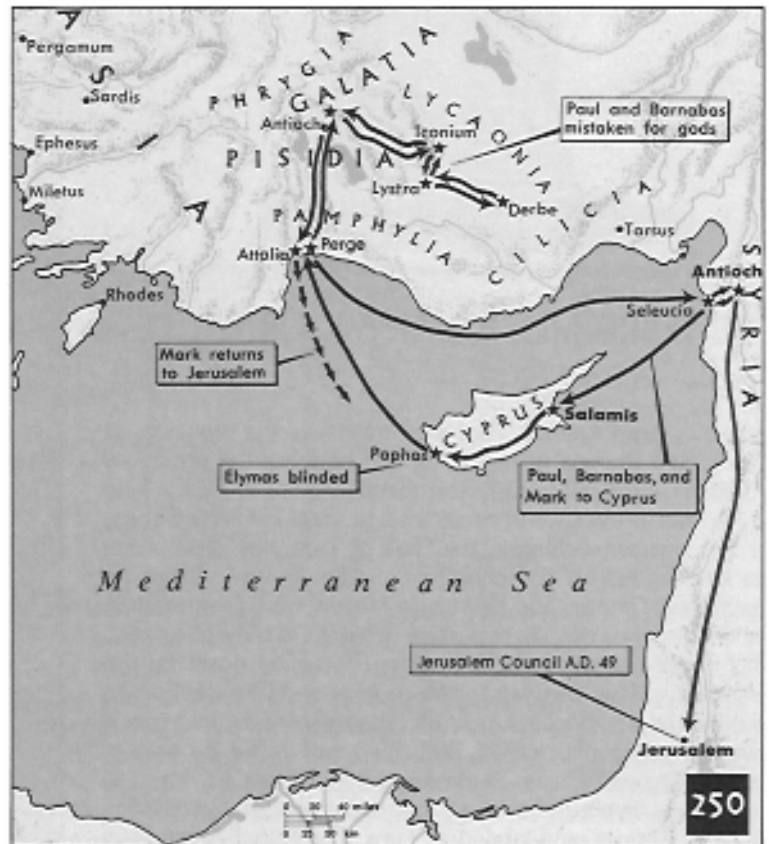 Pergamum
ASIA
Sardis
Ephesus
Miletus
PHRYGIA
GALATIA
LYCAONIA
Antioch
Iconium
Paul and Barnabas
mistaken for gods
PISIDIA
Lystra
Derbe
PAMPHYLIA
CILICIA
Tarsus
Attalia
Perge
Rhodes
Antioch
Seleucia
SYRIA
Mark returns
to Jerusalem
CYPRUS
Salamis
Paphos
Elymas blinded
Paul, Barnabas, and
Mark to Cyprus
Mediterranean Sea
Jerusalem Council A.D. 49
Jerusalem
250